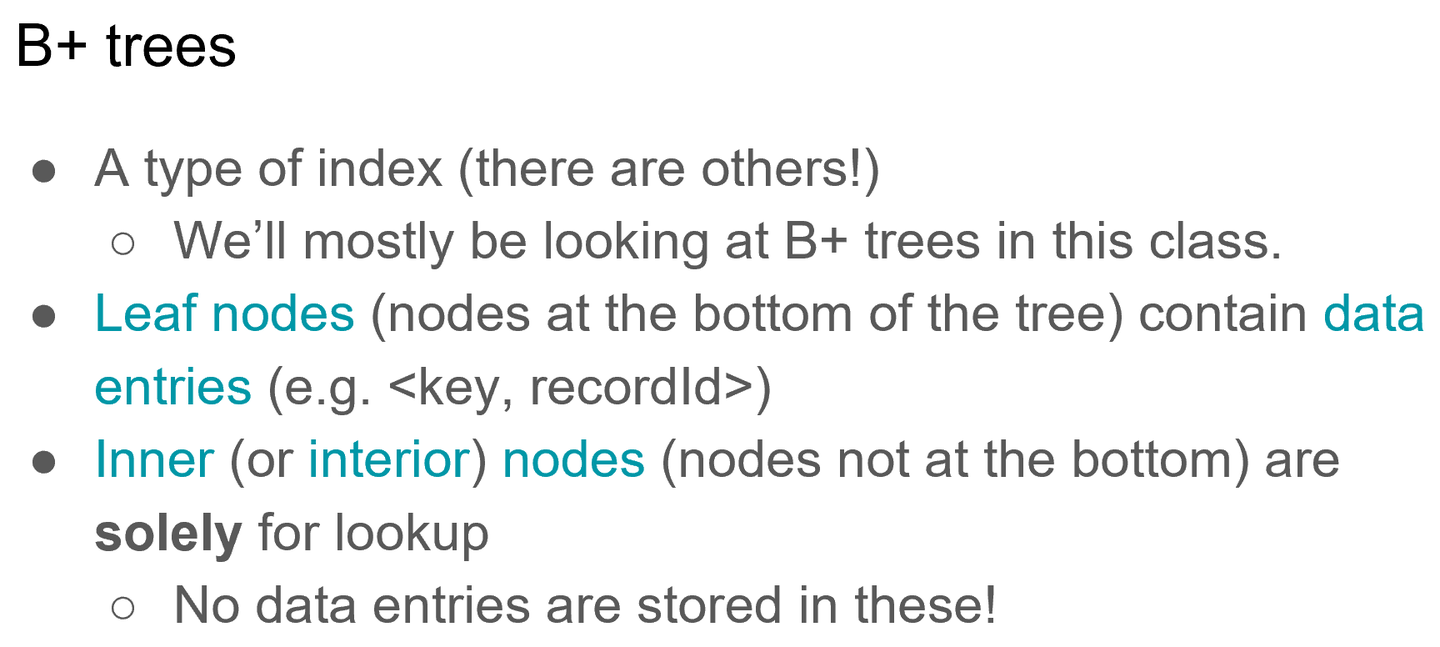 B+ trees
● A type of index (there are others!)
○ We’ll mostly be looking at B+ trees in this class.
● Leaf nodes (nodes at the bottom of the tree) contain data
entries (e.g. <key, recordId>)
● Inner (or interior) nodes (nodes not at the bottom) are
solely for lookup
○ No data entries are stored in these!